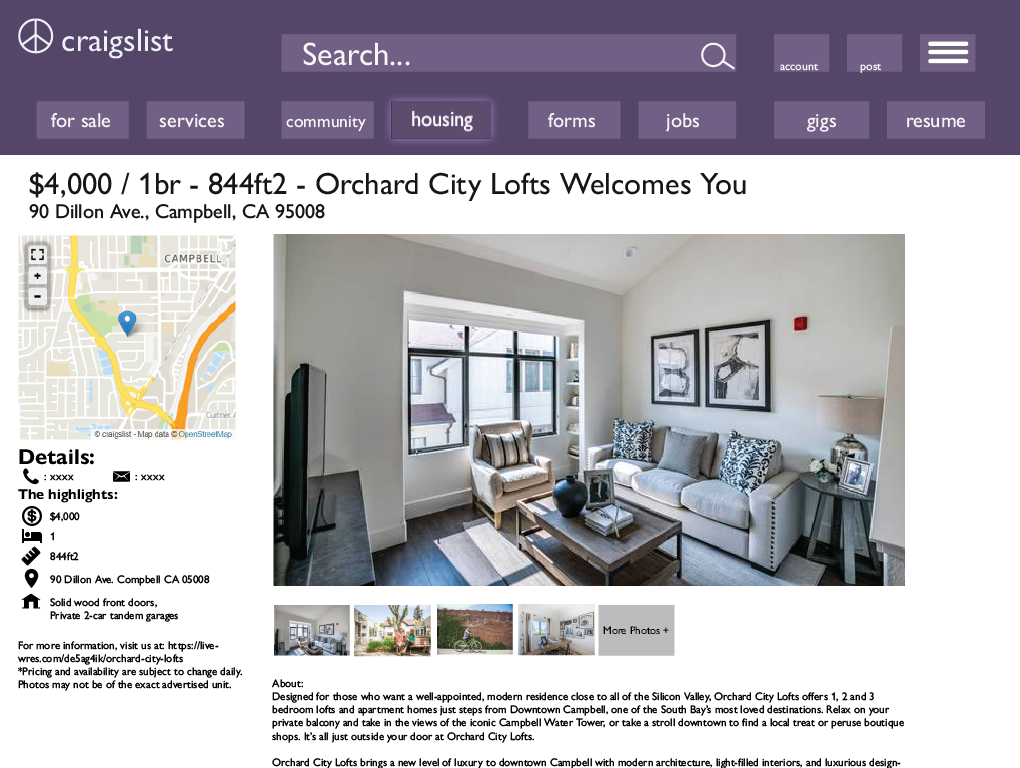 craigslist
Search...
account
post
for sale
services
community
housing
forms
jobs
gigs
resume
$4,000 / 1br - 844ft2 - Orchard City Lofts Welcomes You
90 Dillon Ave., Campbell, CA 95008
CAMPBELL
+
-
Curtner A
© craigslist - Map data © OpenStreetMap
Details:
: xxxx
: xxxx
The highlights:
$4,000
1
844ft2
90 Dillon Ave. Compbell CA 05008
Solid wood front doors,
Private 2-car tandem garages
For more information, visit us at: https://live-
wres.com/de5ag4ik/orchard-city-lofts
*Pricing and availability are subject to change daily.
Photos may not be of the exact advertised unit.
More Photos +
About:
Designed for those who want a well-appointed, modern residence close to all of the Silicon Valley, Orchard City Lofts offers 1, 2 and 3
bedroom lofts and apartment homes just steps from Downtown Campbell, one of the South Bay's most loved destinations. Relax on your
private balcony and take in the views of the iconic Campbell Water Tower, or take a stroll downtown to find a local treat or peruse boutique
shops. It's all just outside your door at Orchard City Lofts.
Orchard City Lofts brings a new level of luxury to downtown Campbell with modern architecture, light-filled interiors, and luxurious design-